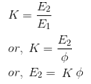 K = E₂/E₁
or, K = E₂/ϕ
or, E₂ = K ϕ